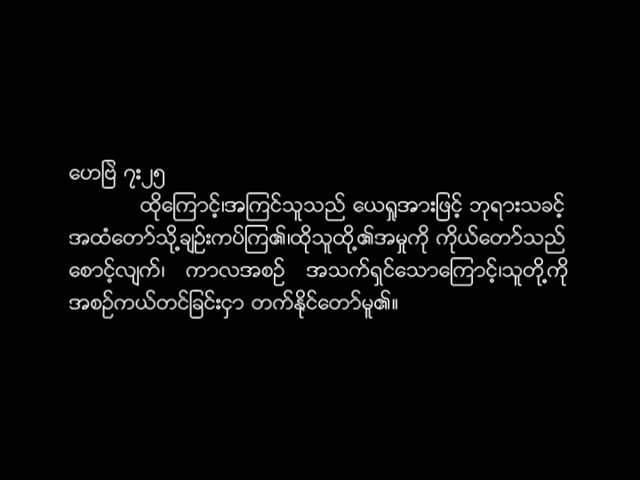 ဟေဗြဲ ၇း၂၅
ထိုကြောင့်၊အကြင်သူသည် ယေရှုအားဖြင့် ဘုရားသခင့်
အထံတော်သို့ချဉ်းကပ်ကြ၏၊ထိုသူထို့၏အမှုကို ကိုယ်တော်သည်
စောင့်လျက်၊ ကာလအစဉ် အသက်ရှင်သောကြောင့်၊သူတို့ကို
အစဉ်ကယ်တင်ခြင်းငှာ တက်နိုင်တော်မူ၏။